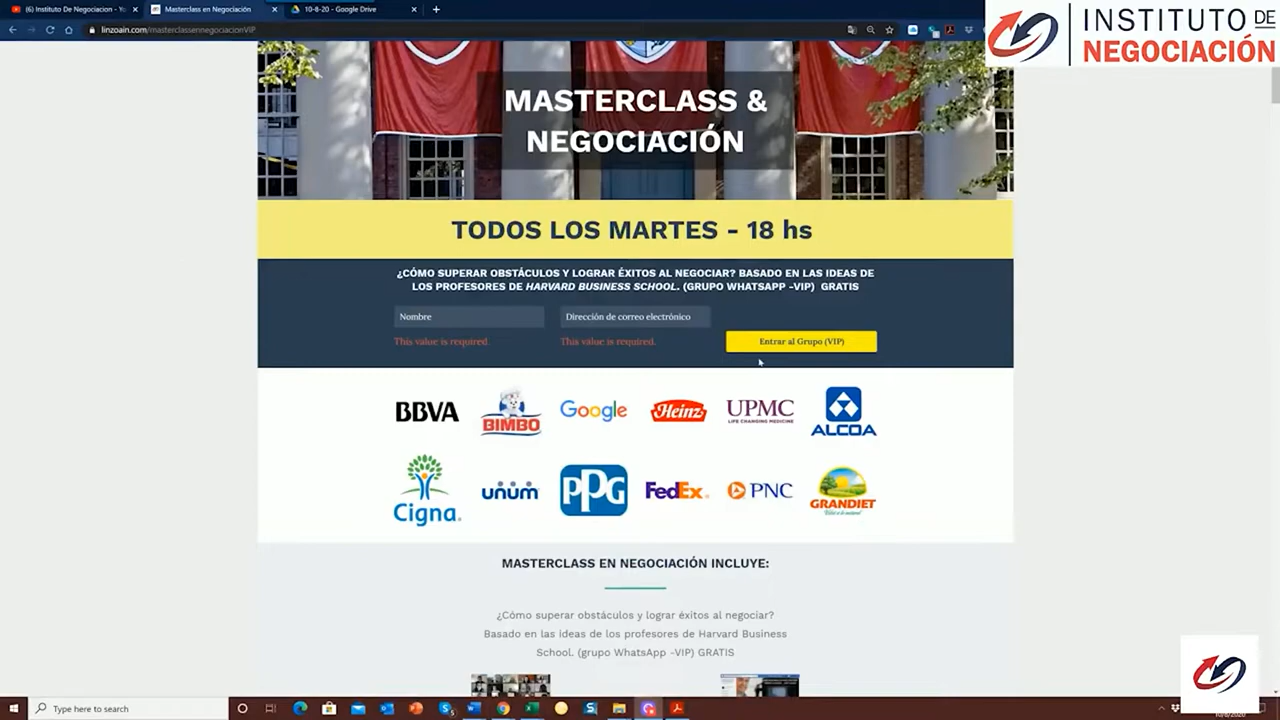 (6) Instituto De Negociacion - Yo
Masterclass en Negociación
10-8-20 - Google Drive
linzoain.com/masterclassennegociacionVIP
INSTITUTO DE
NEGOCIACIÓN
MASTERCLASS &
NEGOCIACIÓN
TODOS LOS MARTES - 18 hs
¿CÓMO SUPERAR OBSTÁCULOS Y LOGRAR ÉXITOS AL NEGOCIAR? BASADO EN LAS IDEAS DE
LOS PROFESORES DE HARVARD BUSINESS SCHOOL. (GRUPO WHATSAPP -VIP) GRATIS
Nombre
Dirección de correo electrónico
This value is required.
This value is required.
Entrar al Grupo (VIP)
BBVA
BIMBO
Google
Heinz
UPMC
LIFE CHANGING MEDICINE
ALCOA
Cigna.
unum
PPG
FedEx
PNC
GRANDIET
MASTERCLASS EN NEGOCIACIÓN INCLUYE:
¿Cómo superar obstáculos y lograr éxitos al negociar?
Basado en las ideas de los profesores de Harvard Business
School. (grupo WhatsApp -VIP) GRATIS
Type here to search
10/8/2020